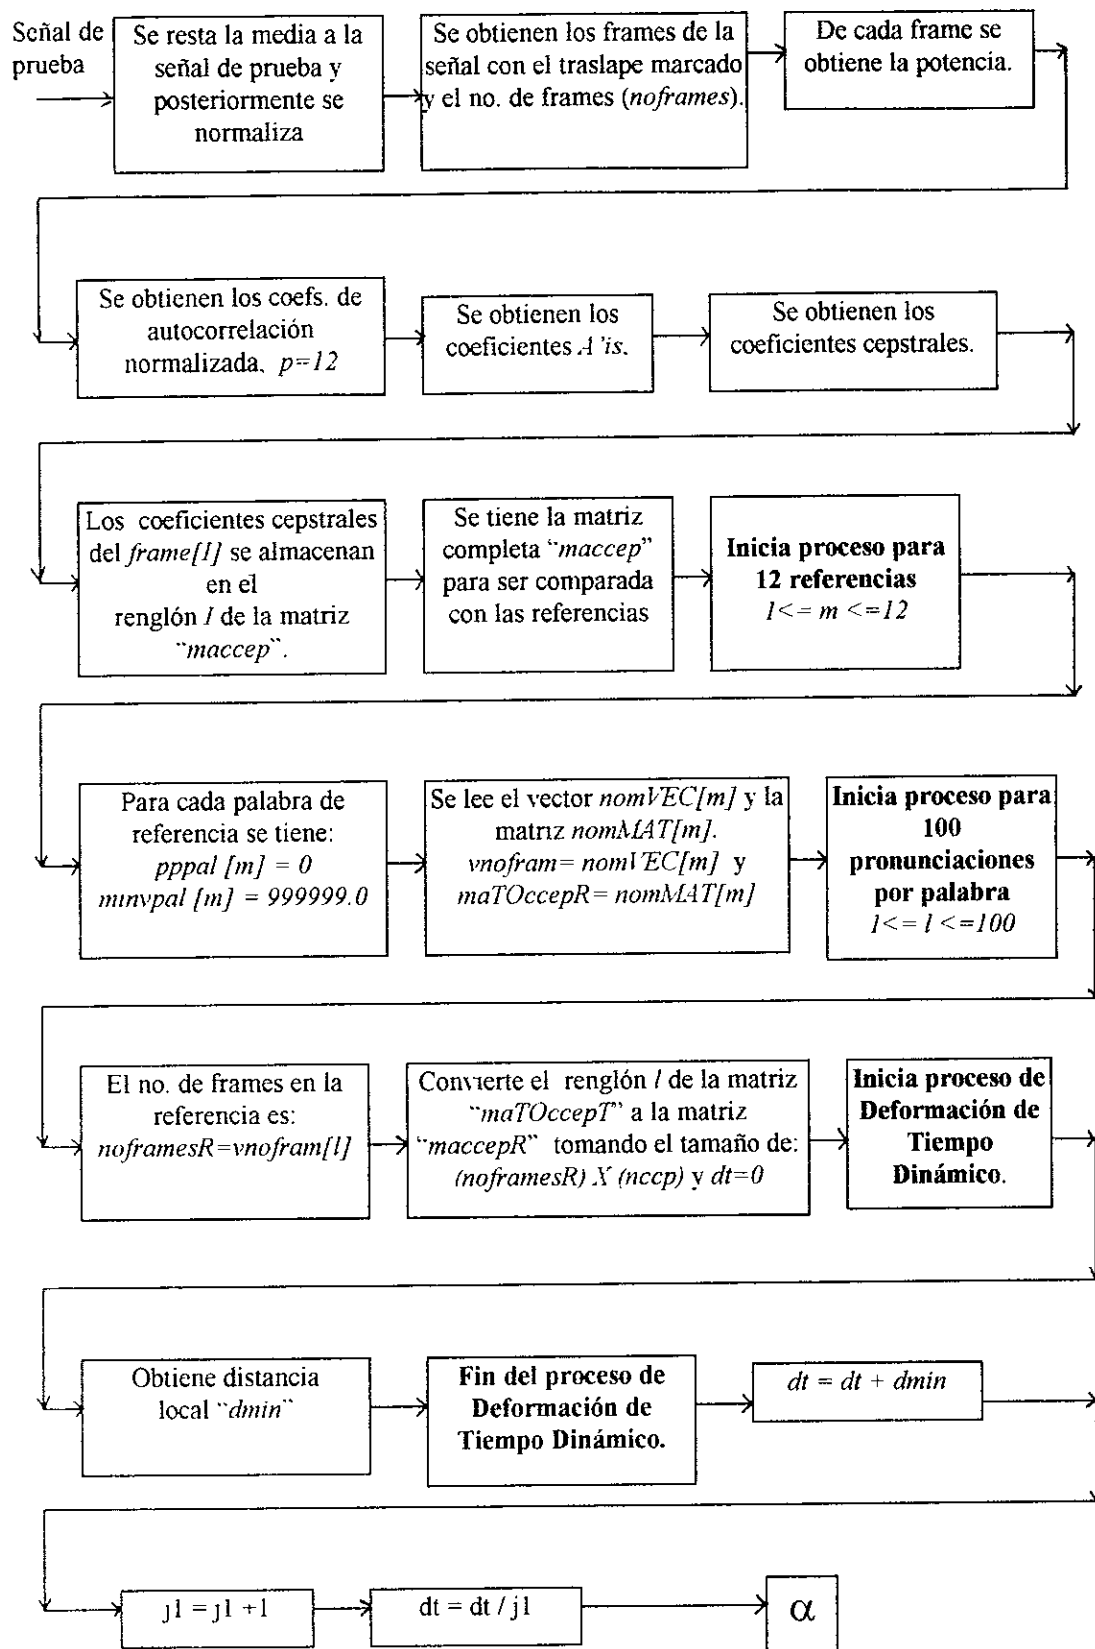 Señal de
prueba
Se resta la media a la
señal de prueba y
posteriormente se
normaliza
Se obtienen los frames de la
señal con el traslape marcado
y el no. de frames (noframes).
De cada frame se
obtiene la potencia.
Se obtienen los coefs. de
autocorrelación
normalizada, p=12
Se obtienen los
coeficientes A'is.
Se obtienen los
coeficientes cepstrales.
Los coeficientes cepstrales
del frame[l] se almacenan
en el
renglón l de la matriz
"maccep".
Se tiene la matriz
completa "maccep"
para ser comparada
con las referencias
Inicia proceso para
12 referencias
1<= m <=12
Para cada palabra de
referencia se tiene:
pppal [m] = 0
minvpal [m] = 999999.0
Se lee el vector nomVEC[m] y la
matriz nomMAT[m].
vnofram= nomVEC[m] y
maTOccepR= nomMAT[m]
Inicia proceso para
100
pronunciaciones
por palabra
1<= l <=100
El no. de frames en la
referencia es:
noframesR=vnofram[l]
Convierte el renglón l de la matriz
"maTOccepT" a la matriz
"maccepR" tomando el tamaño de:
(noframesR) X (nccp) y dt=0
Inicia proceso de
Deformación de
Tiempo
Dinámico.
Obtiene distancia
local "dmin"
Fin del proceso de
Deformación de
Tiempo Dinámico.
dt = dt + dmin
j1 = j1 +1
dt = dt / j1
α